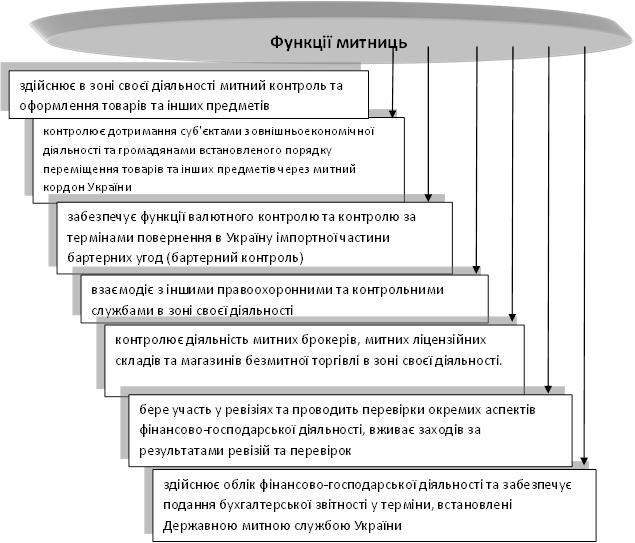 Функції митниць
здійснює в зоні своєї діяльності митний контроль та
оформлення товарів та інших предметів
контролює дотримання суб'єктами зовнішньоекономічної
діяльності та громадянами встановленого порядку
переміщення товарів та інших предметів через митний
кордон України
забезпечує функції валютного контролю та контролю за
термінами повернення в Україну імпортної частини
бартерних угод (бартерний контроль)
взаємодіє з іншими правоохоронними та контрольними
службами в зоні своєї діяльності
контролює діяльність митних брокерів, митних ліцензійних
складів та магазинів безмитної торгівлі в зоні своєї діяльності.
бере участь у ревізіях та проводить перевірки окремих аспектів
фінансово-господарської діяльності, вживає заходів за
результатами ревізій та перевірок
здійснює облік фінансово-господарської діяльності та забезпечує
подання бухгалтерської звітності у терміни, встановлені
Державною митною службою України